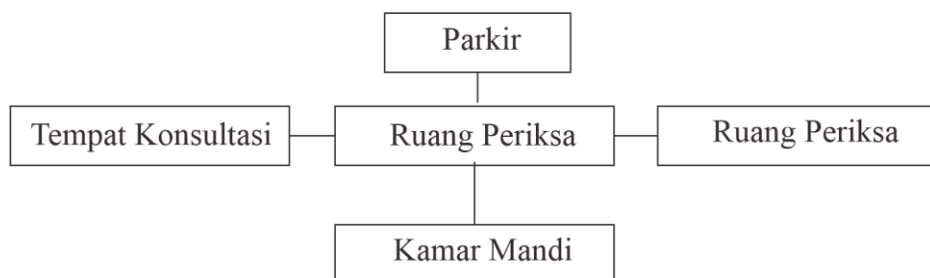 Parkir
Tempat Konsultasi
Ruang Periksa
Ruang Periksa
Kamar Mandi